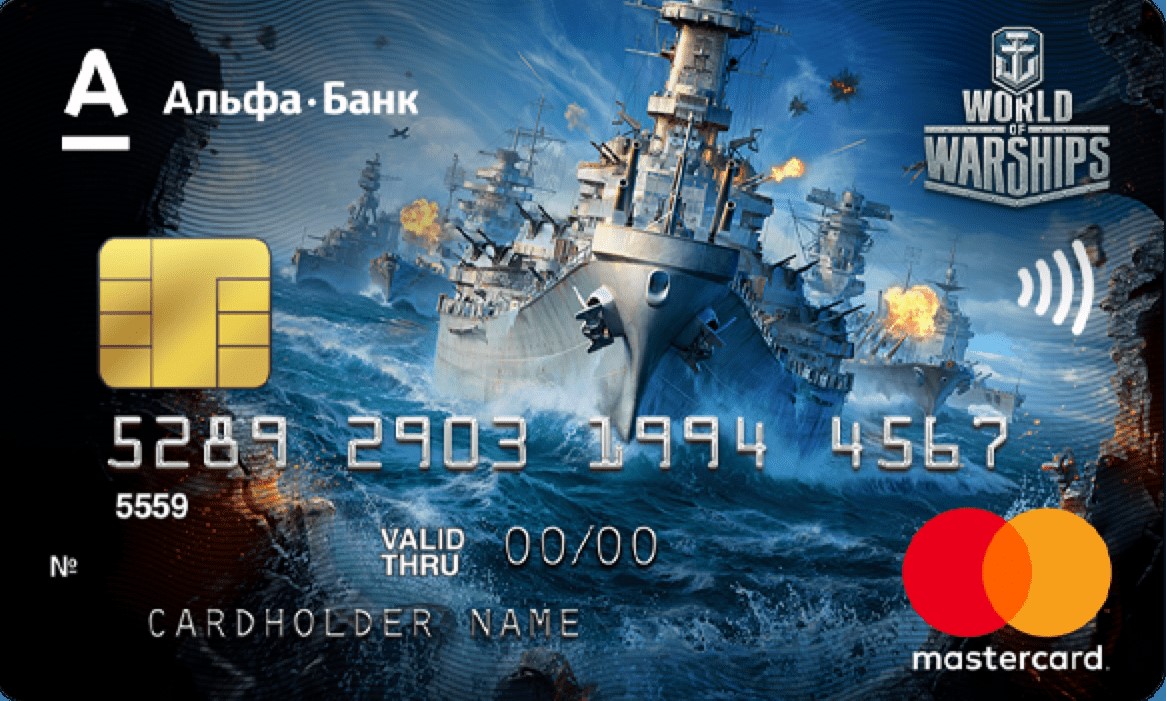 А Альфа·Банк
WORLD
OF
WARSHIPS
5289 2903 1994 4567
5559
VALID
THRU
00/00
№
CARDHOLDER NAME
mastercard.